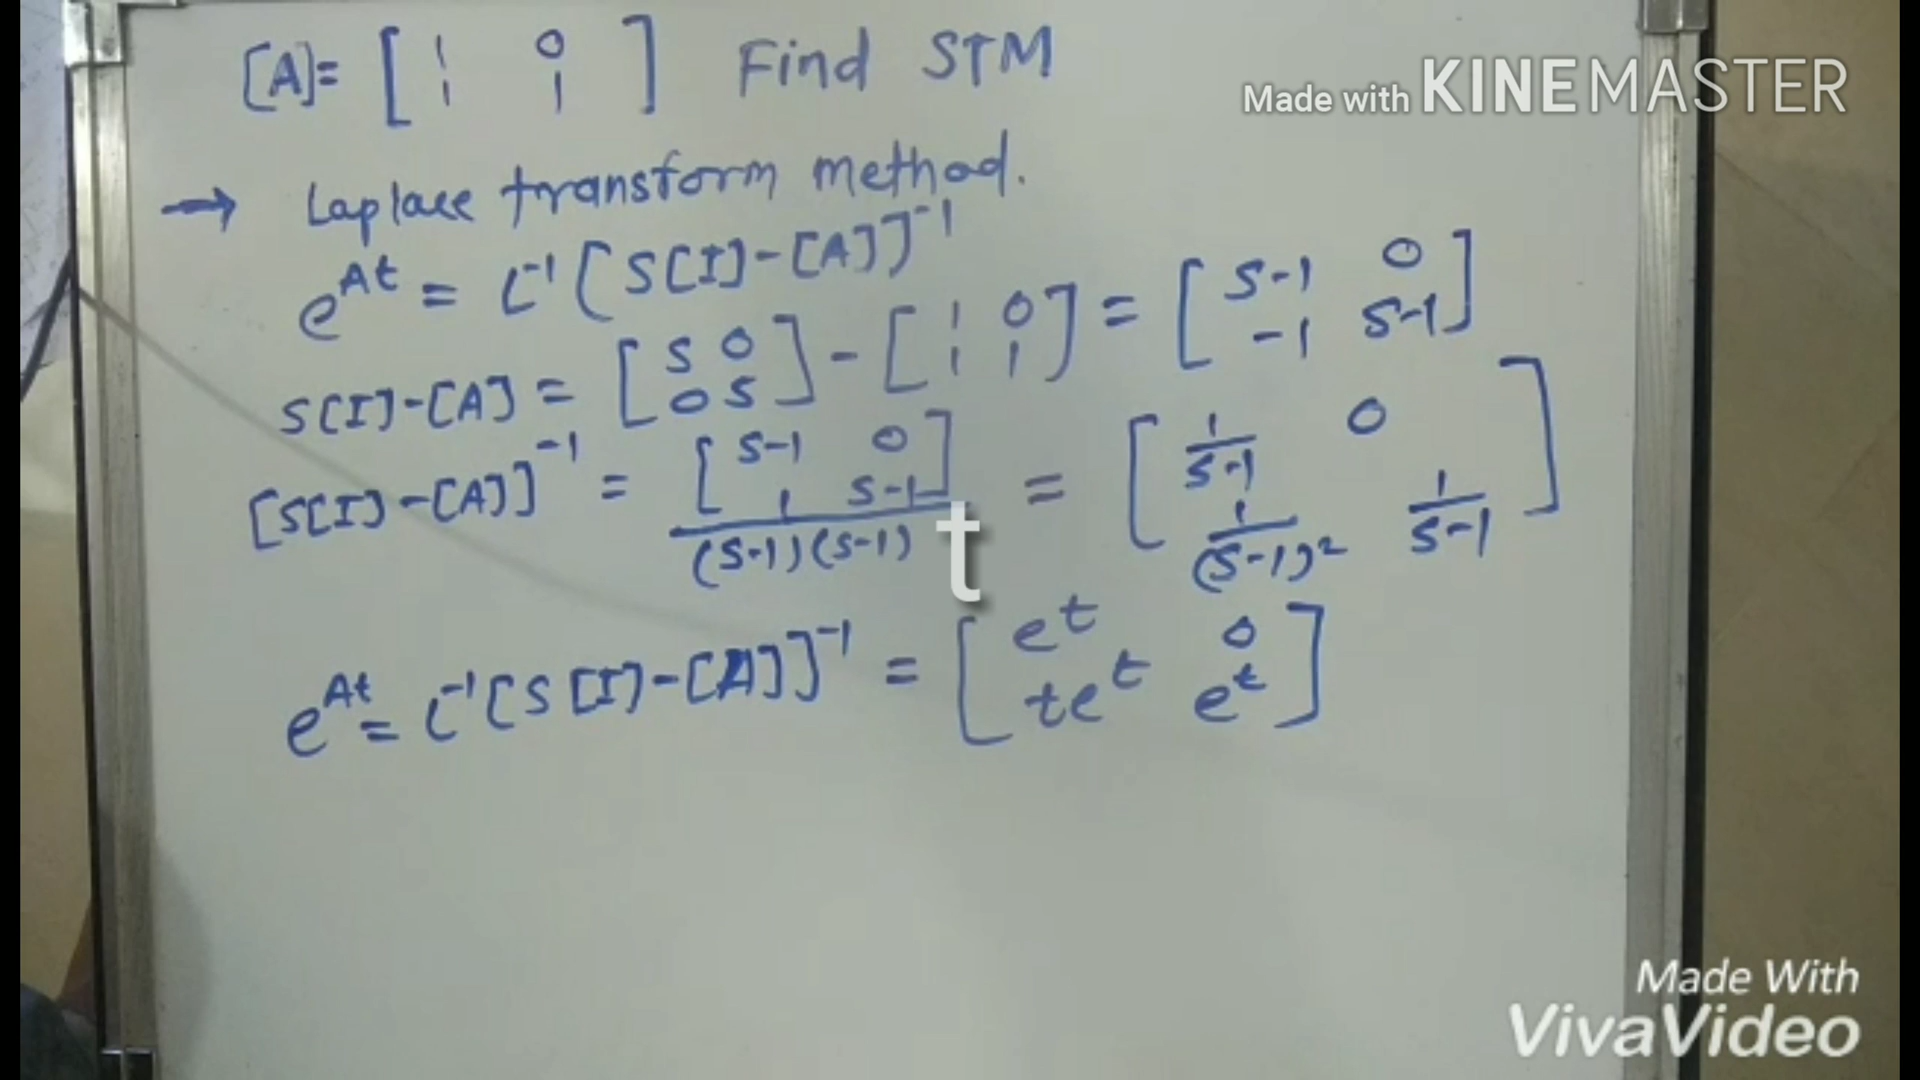 [A]= [ 1 0 ] Find STM
1 1
Made with KINEMASTER
→ Laplace transform method.
e^At = L^-1 [S[I]-[A]]^-1
S[I]-[A] = [ S 0 ; 0 S ] - [ 1 0 ; 1 1 ] = [ S-1 0 ; -1 S-1 ]
[S[I]-[A]]^-1 = [ S-1 0 ; 1 S-1 ] / (S-1)(S-1) = [ 1/S-1 0 ; 1/(S-1)² 1/S-1 ]
t
e^At = L^-1 [S[I]-[A]]^-1 = [ e^t 0 ; te^t e^t ]
Made With
VivaVideo